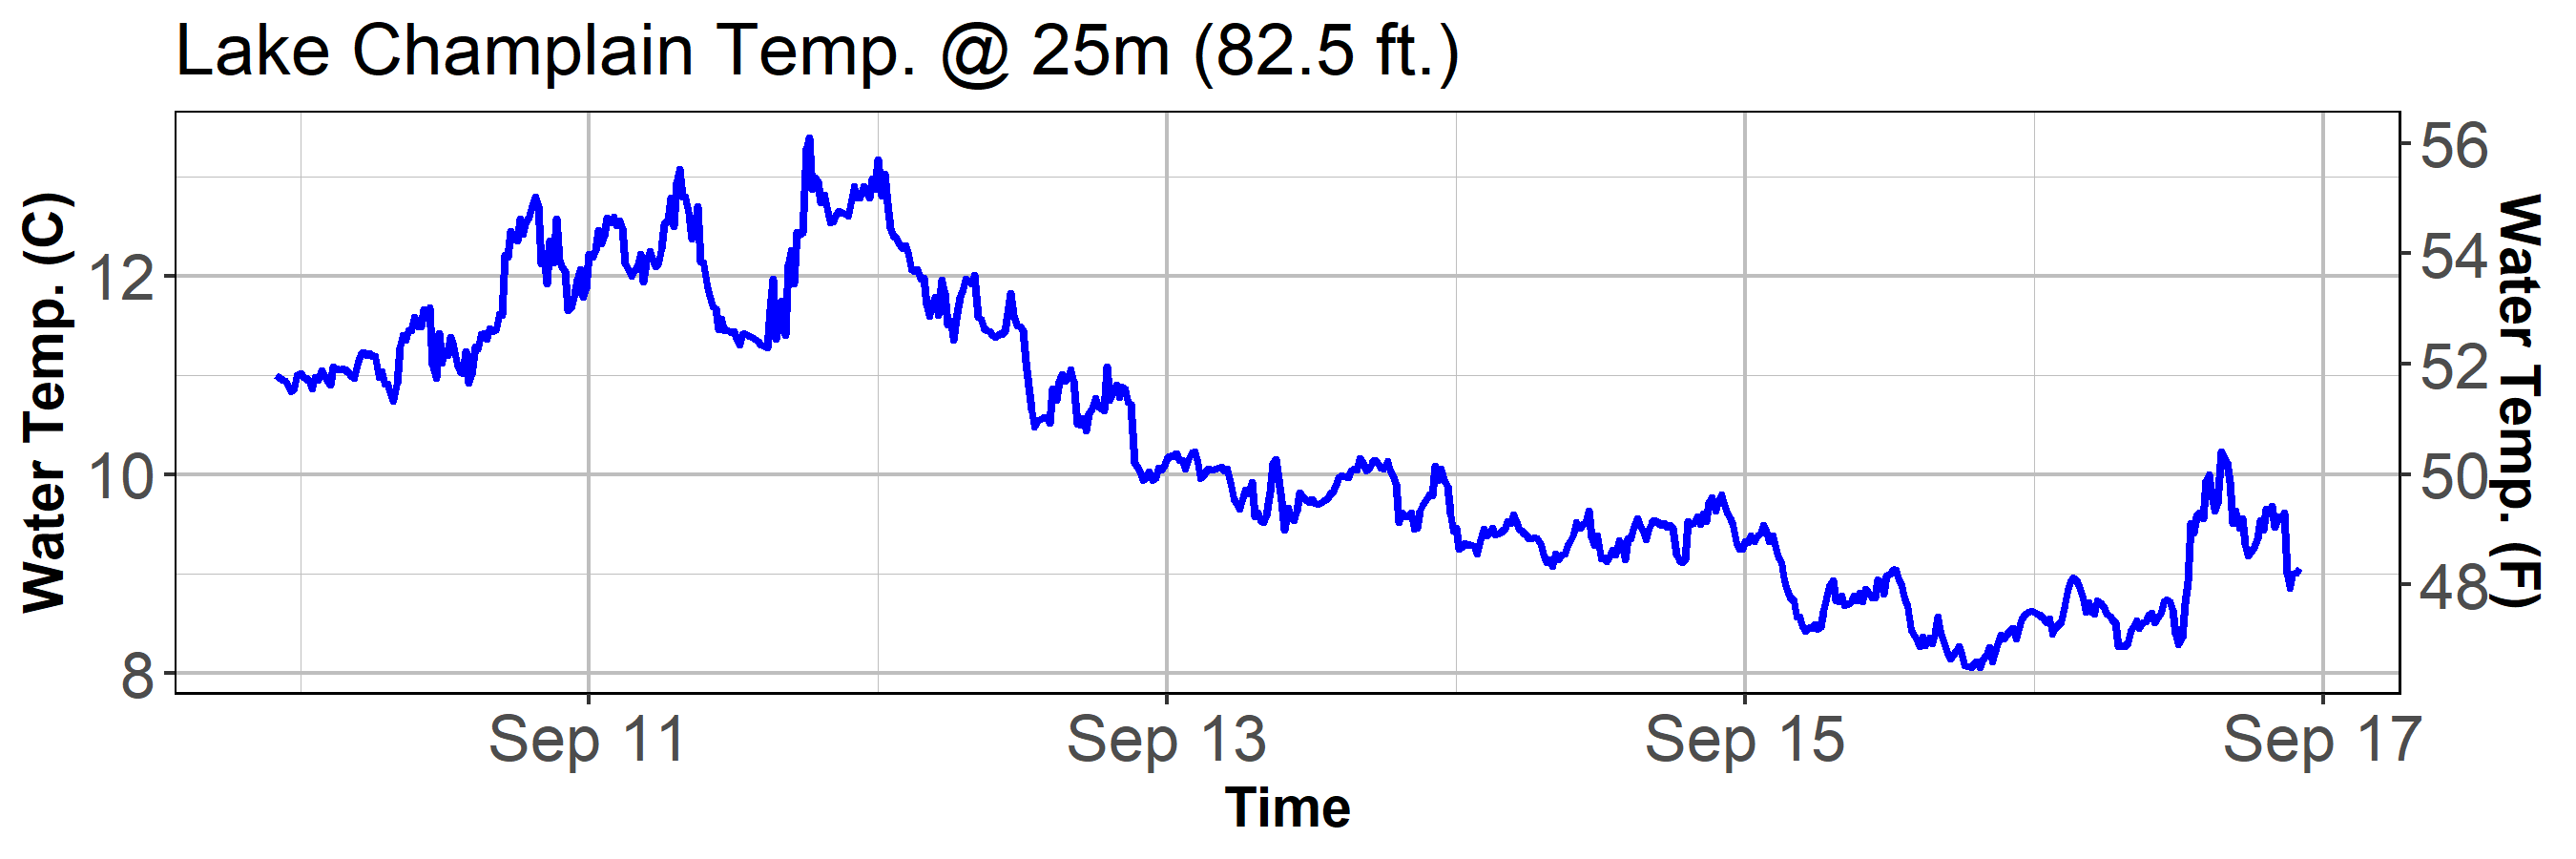 Lake Champlain Temp. @ 25m (82.5 ft.)
Water Temp. (C)
12
10
8
56
54
52
50
48
Water Temp. (F)
Sep 11
Sep 13
Sep 15
Sep 17
Time